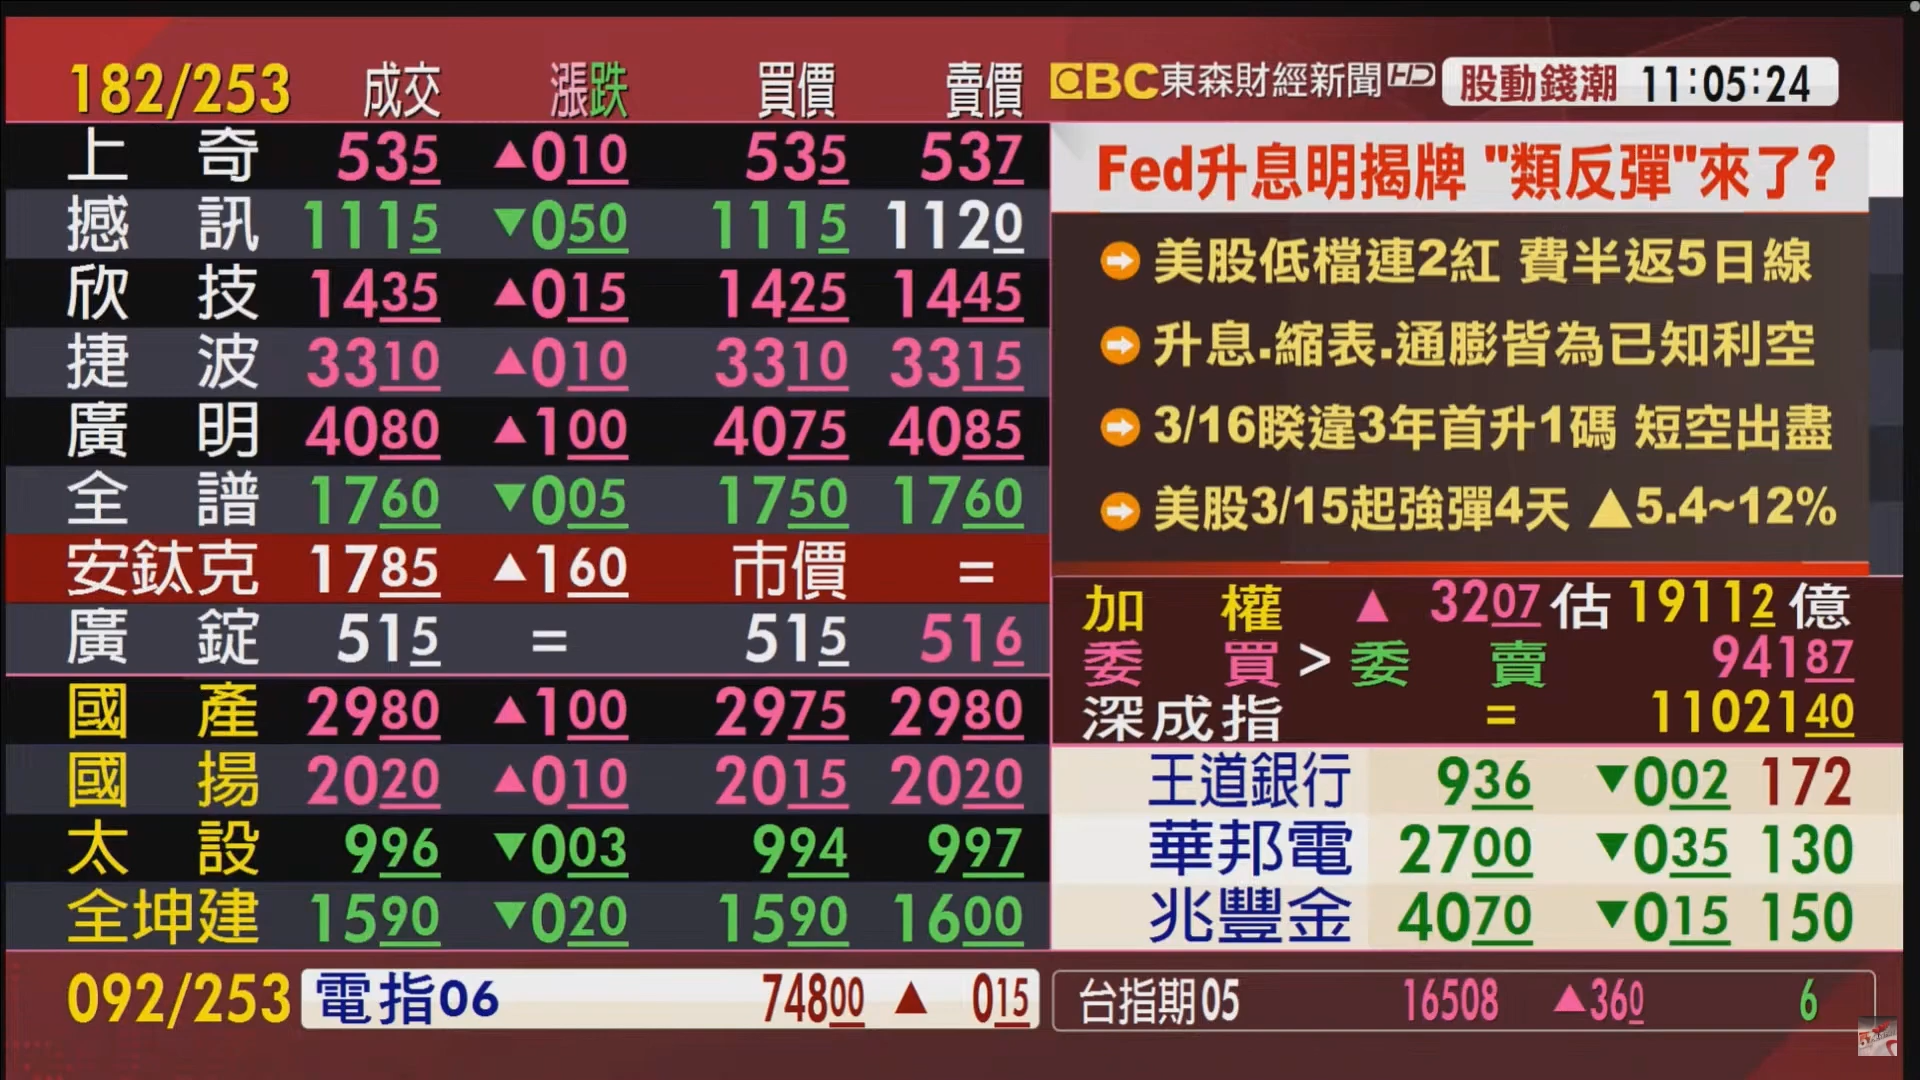 182/253 成交 漲跌 買價 賣價
上奇 535 ▲010 535 537
撼訊 1115 ▼050 1115 1120
欣技 1435 ▲015 1425 1445
捷波 3310 ▲010 3310 3315
廣明 4080 ▲100 4075 4085
全譜 1760 ▼005 1750 1760
安鈦克 1785 ▲160 市價 =
廣錠 515 = 515 516
國產 2980 ▲100 2975 2980
國揚 2020 ▲010 2015 2020
太設 996 ▼003 994 997
全坤建 1590 ▼020 1590 1600
092/253 電指06 74800 ▲ 015
EBC東森財經新聞HD 股動錢潮 11:05:24
Fed升息明揭牌 "類反彈"來了?
美股低檔連2紅 費半返5日線
升息.縮表.通膨皆為已知利空
3/16睽違3年首升1碼 短空出盡
美股3/15起強彈4天 ▲5.4~12%
加權 ▲ 3207 估 19112 億
委買 > 委賣 94187
深成指 = 1102140
王道銀行 936 ▼002 172
華邦電 2700 ▼035 130
兆豐金 4070 ▼015 150
台指期05 16508 ▲360 6